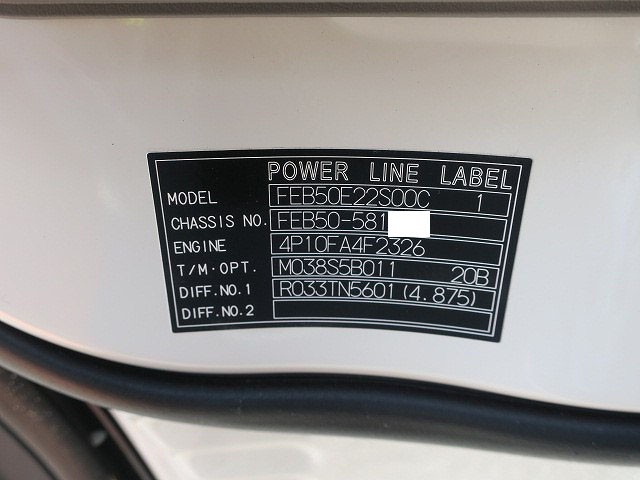 POWER LINE LABEL
MODEL FEB50E22S00C 1
CHASSIS NO. FEB50-581
ENGINE 4P10FA4F2326
T/M·OPT. M038S5B011 20B
DIFF.NO.1 R033TN5601(4.875)
DIFF.NO.2